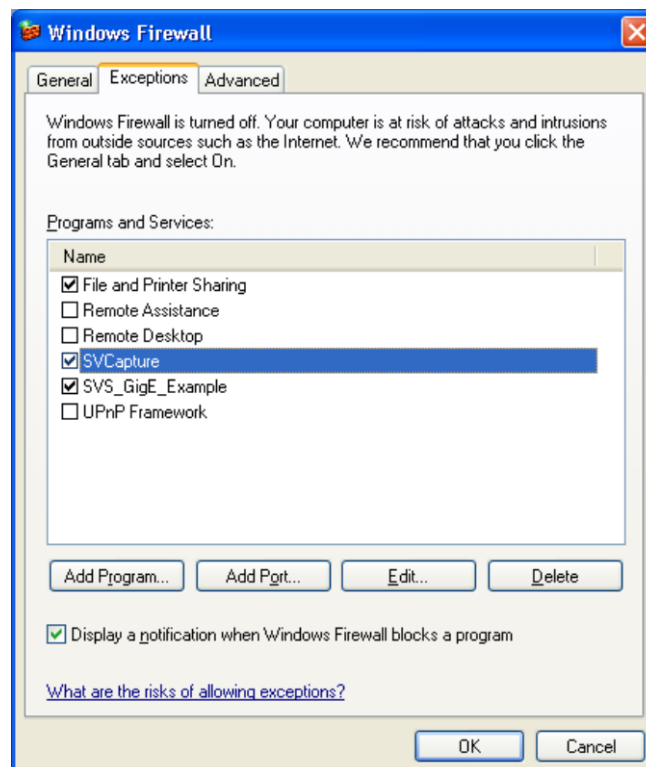 Windows Firewall
General Exceptions Advanced
Windows Firewall is turned off. Your computer is at risk of attacks and intrusions
from outside sources such as the Internet. We recommend that you click the
General tab and select On.
Programs and Services:
Name
File and Printer Sharing
Remote Assistance
Remote Desktop
SVCapture
SVS_GigE_Example
UPnP Framework
Add Program... Add Port... Edit... Delete
Display a notification when Windows Firewall blocks a program
What are the risks of allowing exceptions?
OK Cancel